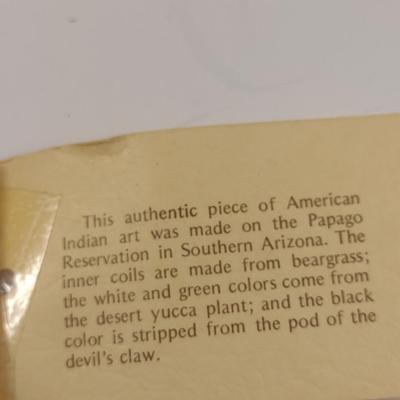 This authentic piece of American
Indian art was made on the Papago
Reservation in Southern Arizona. The
inner coils are made from beargrass;
the white and green colors come from
the desert yucca plant; and the black
color is stripped from the pod of the
devil's claw.